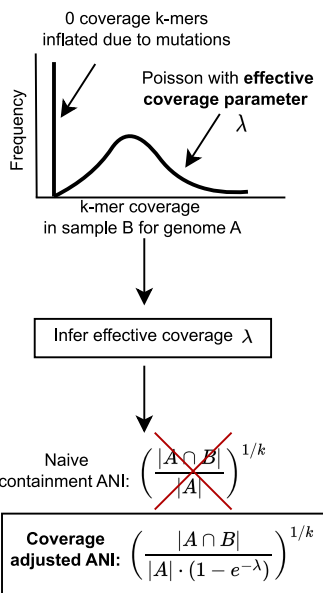 0 coverage k-mers
inflated due to mutations
Poisson with effective
coverage parameter
λ
Frequency
k-mer coverage
in sample B for genome A
Infer effective coverage λ
Naive
containment ANI: (|A ∩ B| / |A|)^{1/k}
Coverage
adjusted ANI: (|A ∩ B| / |A| · (1 − e^{−λ}))^{1/k}